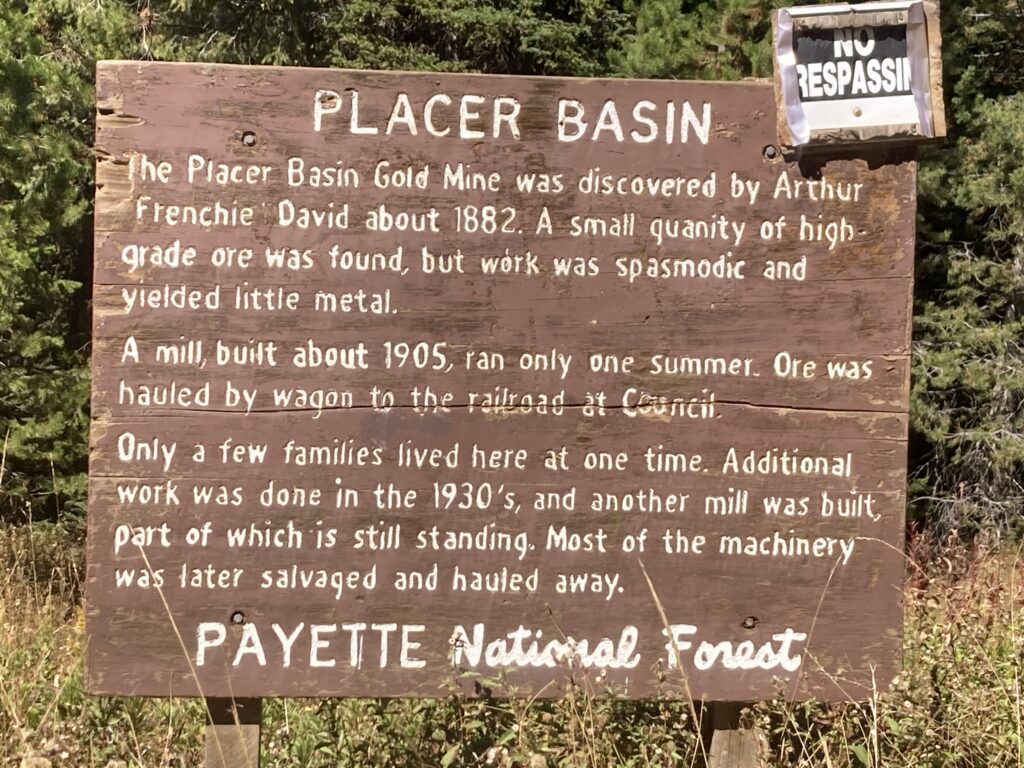 NO
RESPASSIN
PLACER BASIN
The Placer Basin Gold Mine was discovered by Arthur
"Frenchie" David about 1882. A small quanity of high-
grade ore was found, but work was spasmodic and
yielded little metal.
A mill, built about 1905, ran only one summer. Ore was
hauled by wagon to the railroad at Council.
Only a few families lived here at one time. Additional
work was done in the 1930's, and another mill was built,
part of which is still standing. Most of the machinery
was later salvaged and hauled away.
PAYETTE National Forest